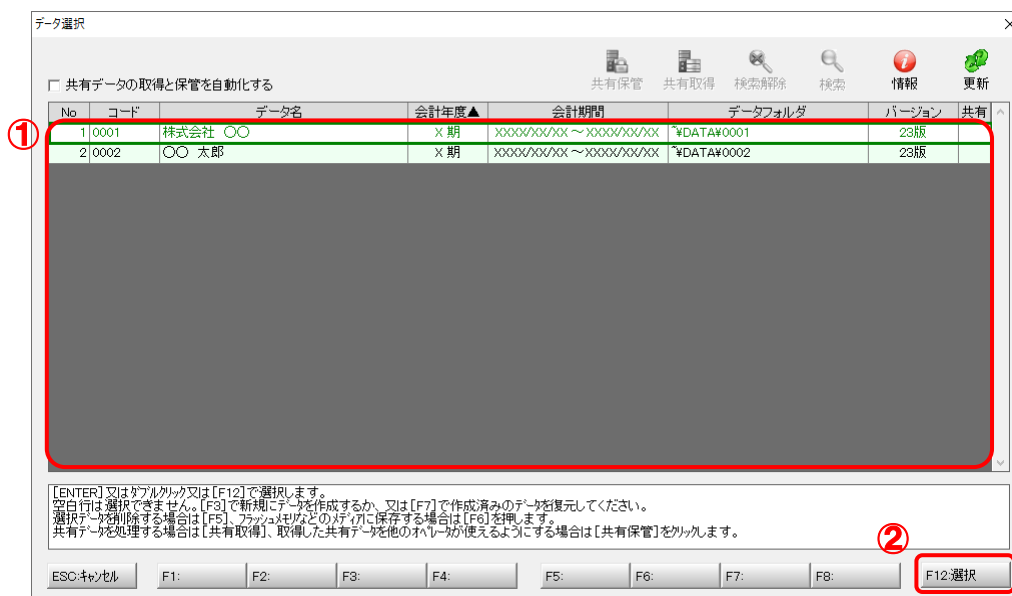 データ選択
共有保管 共有取得 検索解除 検索 情報 更新
共有データの取得と保管を自動化する
No コード データ名 会計年度▲ 会計期間 データフォルダ バージョン 共有
①
1 0001 株式会社 ○○ X 期 XXXX/XX/XX ～ XXXX/XX/XX ~¥DATA¥0001 23版
2 0002 ○○ 太郎 X 期 XXXX/XX/XX ～ XXXX/XX/XX ~¥DATA¥0002 23版
[ENTER]又はダブルクリック又は[F12]で選択します。
空白行は選択できません。[F3]で新規にデータを作成するか、又は[F7]で作成済みのデータを復元してください。
選択データを削除する場合は[F5]、フラッシュメモリなどのメディアに保存する場合は[F6]を押します。
共有データを処理する場合は[共有取得]、取得した共有データを他のオペレータが使えるようにする場合は[共有保管]をクリックします。
②
ESC:キャンセル F1: F2: F3: F4: F5: F6: F7: F8: F12:選択